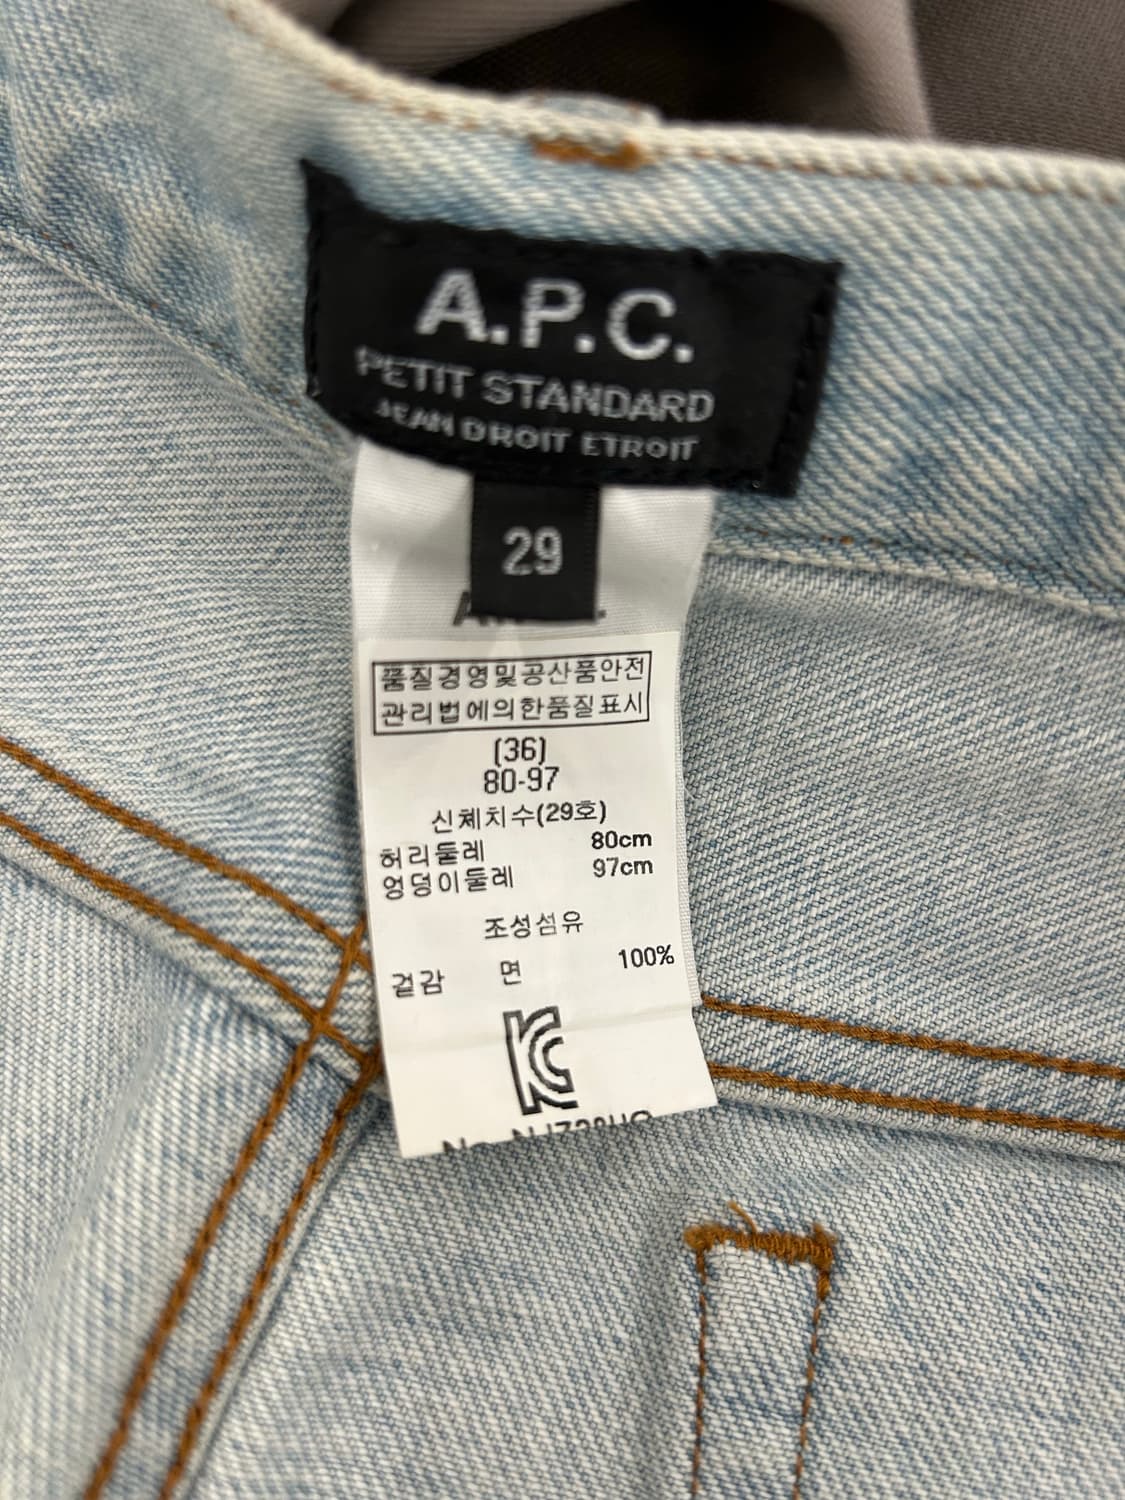 A.P.C.
PETIT STANDARD
JEAN DROIT ETROIT
29
품질경영및공산품안전
관리법에의한품질표시
(36)
80-97
신체치수(29호)
허리둘레 80cm
엉덩이둘레 97cm
조성섬유
겉감 면 100%
KC
No